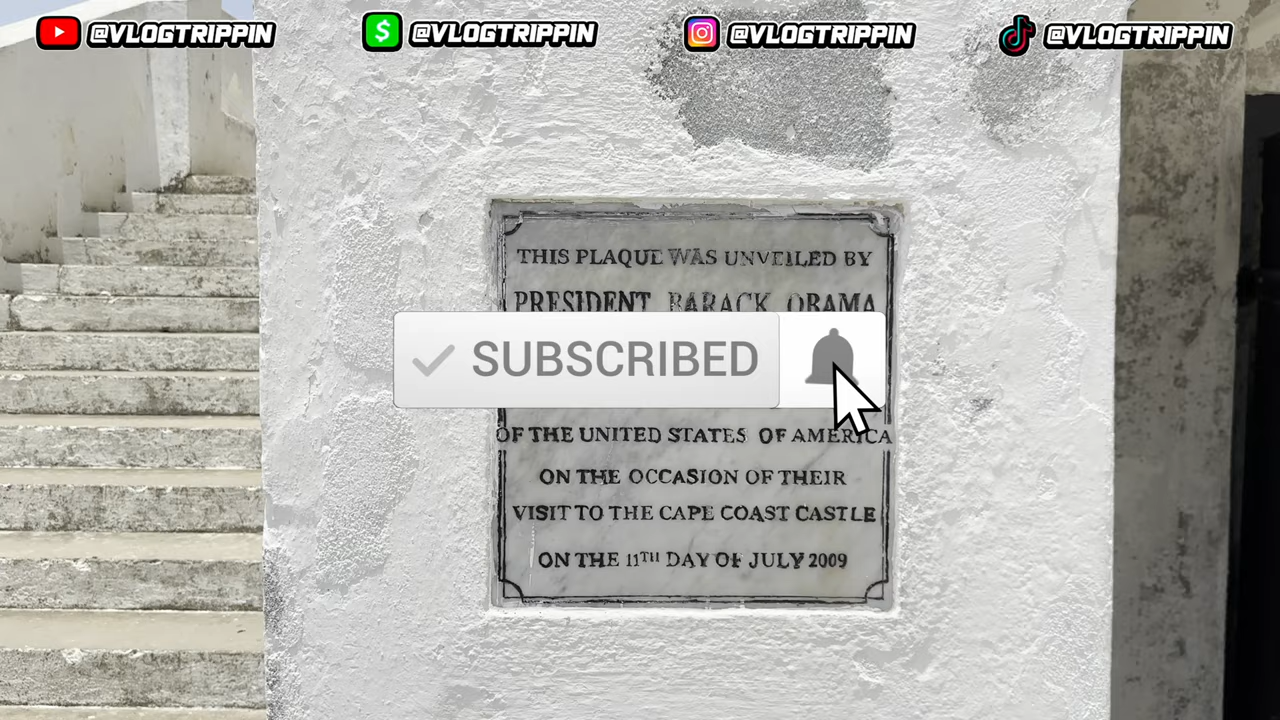 @VLOGTRIPPIN @VLOGTRIPPIN @VLOGTRIPPIN @VLOGTRIPPIN
THIS PLAQUE WAS UNVEILED BY
PRESIDENT BARACK OBAMA
SUBSCRIBED
OF THE UNITED STATES OF AMERICA
ON THE OCCASION OF THEIR
VISIT TO THE CAPE COAST CASTLE
ON THE 11TH DAY OF JULY 2009